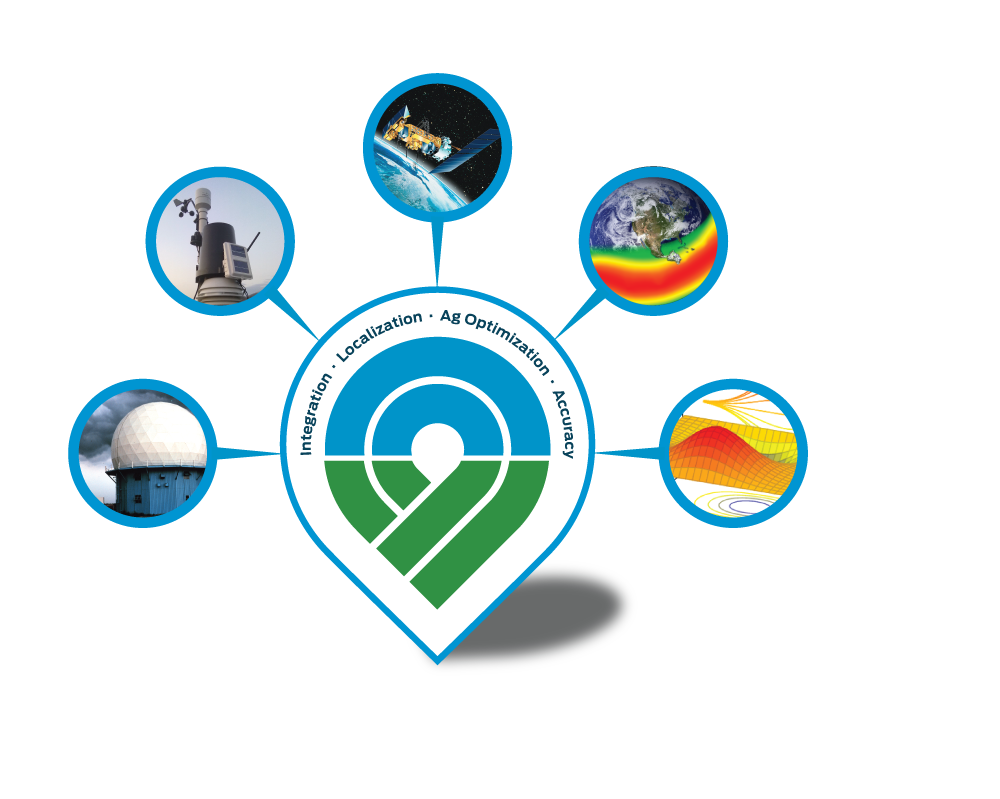 Integration · Localization · Ag Optimization · Accuracy